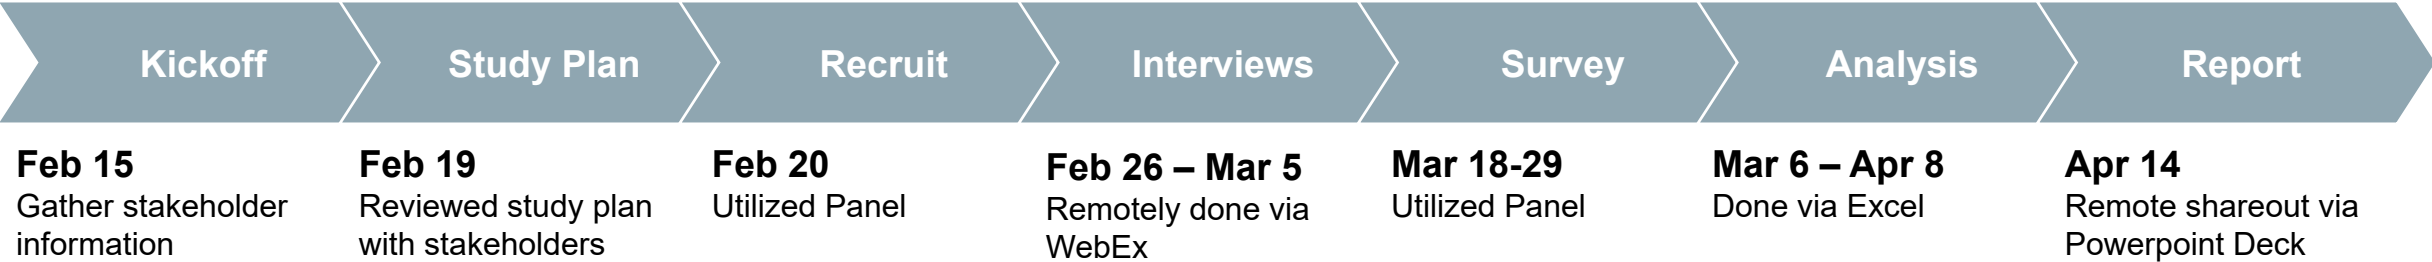 Kickoff
Study Plan
Recruit
Interviews
Survey
Analysis
Report
Feb 15
Gather stakeholder
information
Feb 19
Reviewed study plan
with stakeholders
Feb 20
Utilized Panel
Feb 26 – Mar 5
Remotely done via
WebEx
Mar 18-29
Utilized Panel
Mar 6 – Apr 8
Done via Excel
Apr 14
Remote shareout via
Powerpoint Deck